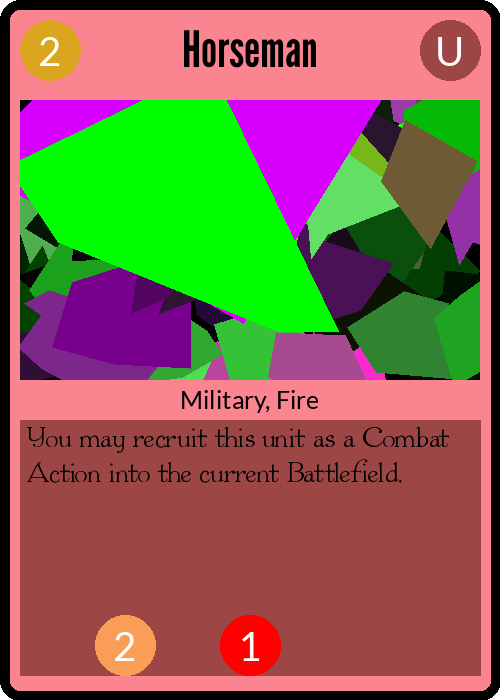 2
Horseman
U
Military, Fire
You may recruit this unit as a Combat
Action into the current Battlefield.
2
1